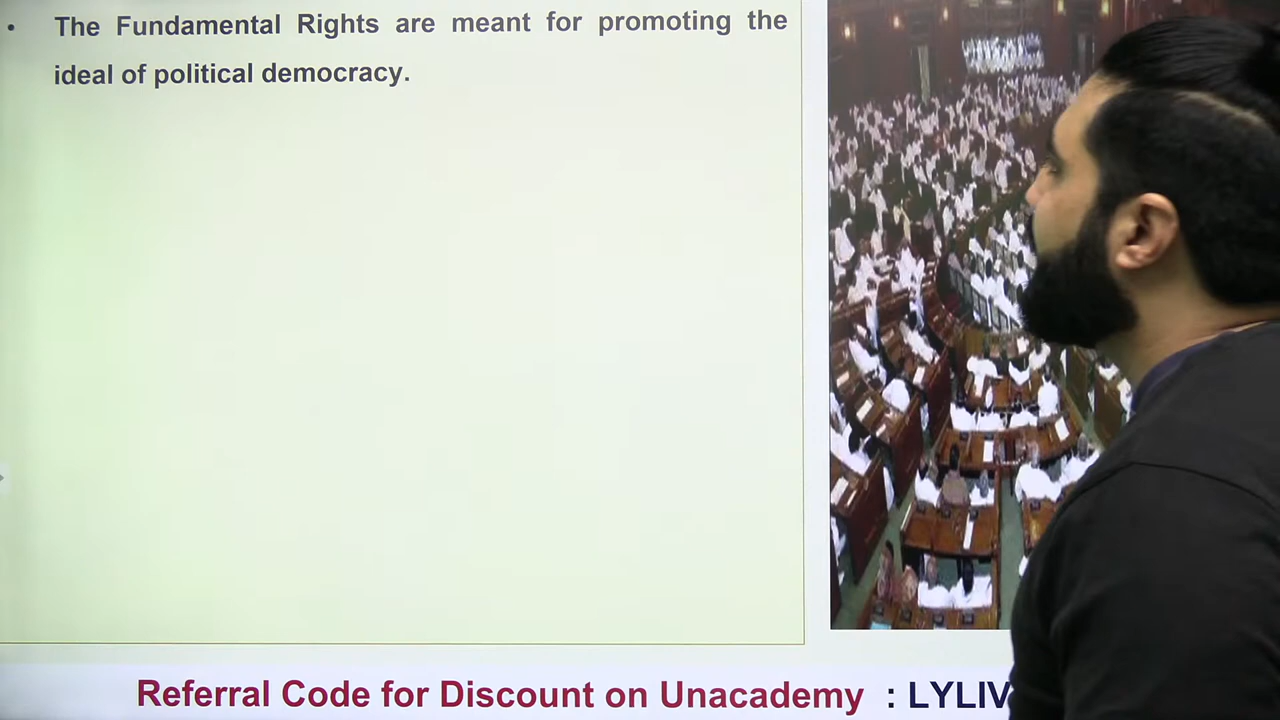 • The Fundamental Rights are meant for promoting the
ideal of political democracy.
Referral Code for Discount on Unacademy : LYLIV